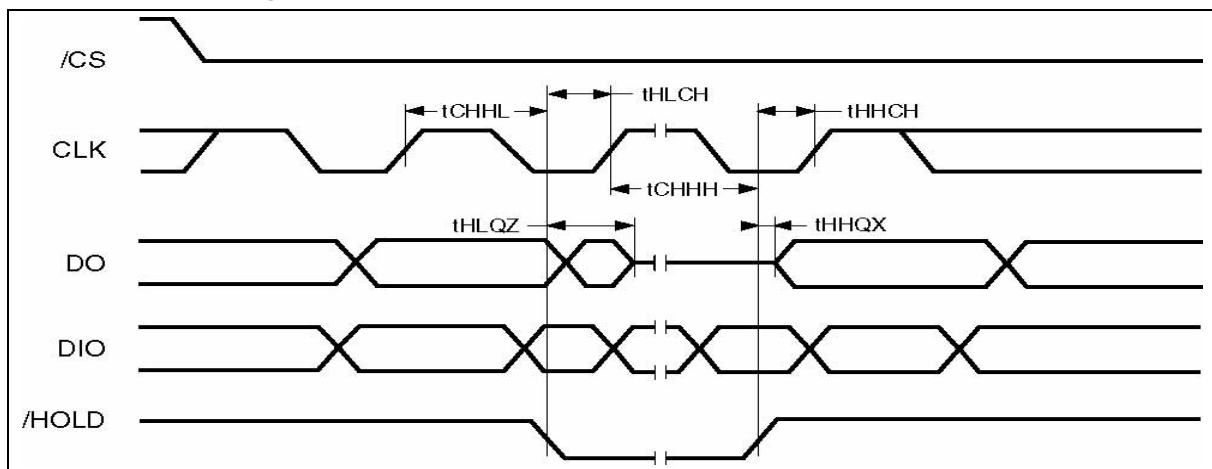 /CS
tHLCH
tCHHL
tHHCH
CLK
tCHHH
tHLQZ
tHHQX
DO
DIO
/HOLD